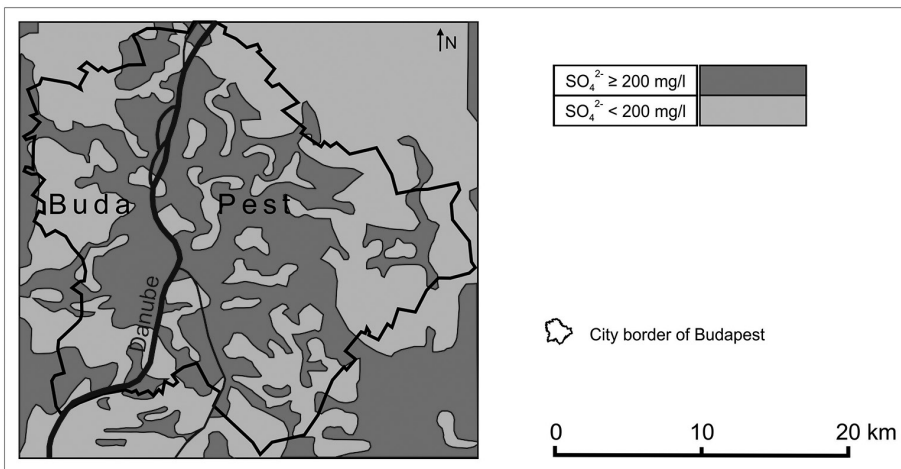 N
SO₄²⁻ ≥ 200 mg/l
SO₄²⁻ < 200 mg/l
Buda Pest
Danube
City border of Budapest
0 10 20 km